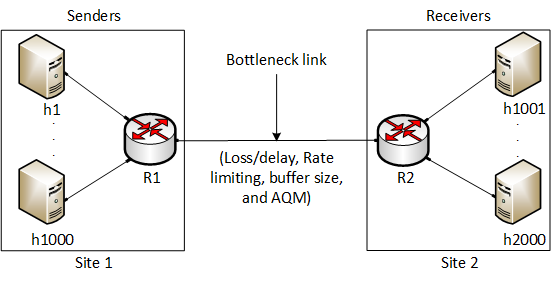 Senders
Receivers
Bottleneck link
h1
h1001
.
.
.
.
.
.
R1
R2
(Loss/delay, Rate
limiting, buffer size,
and AQM)
h1000
h2000
Site 1
Site 2